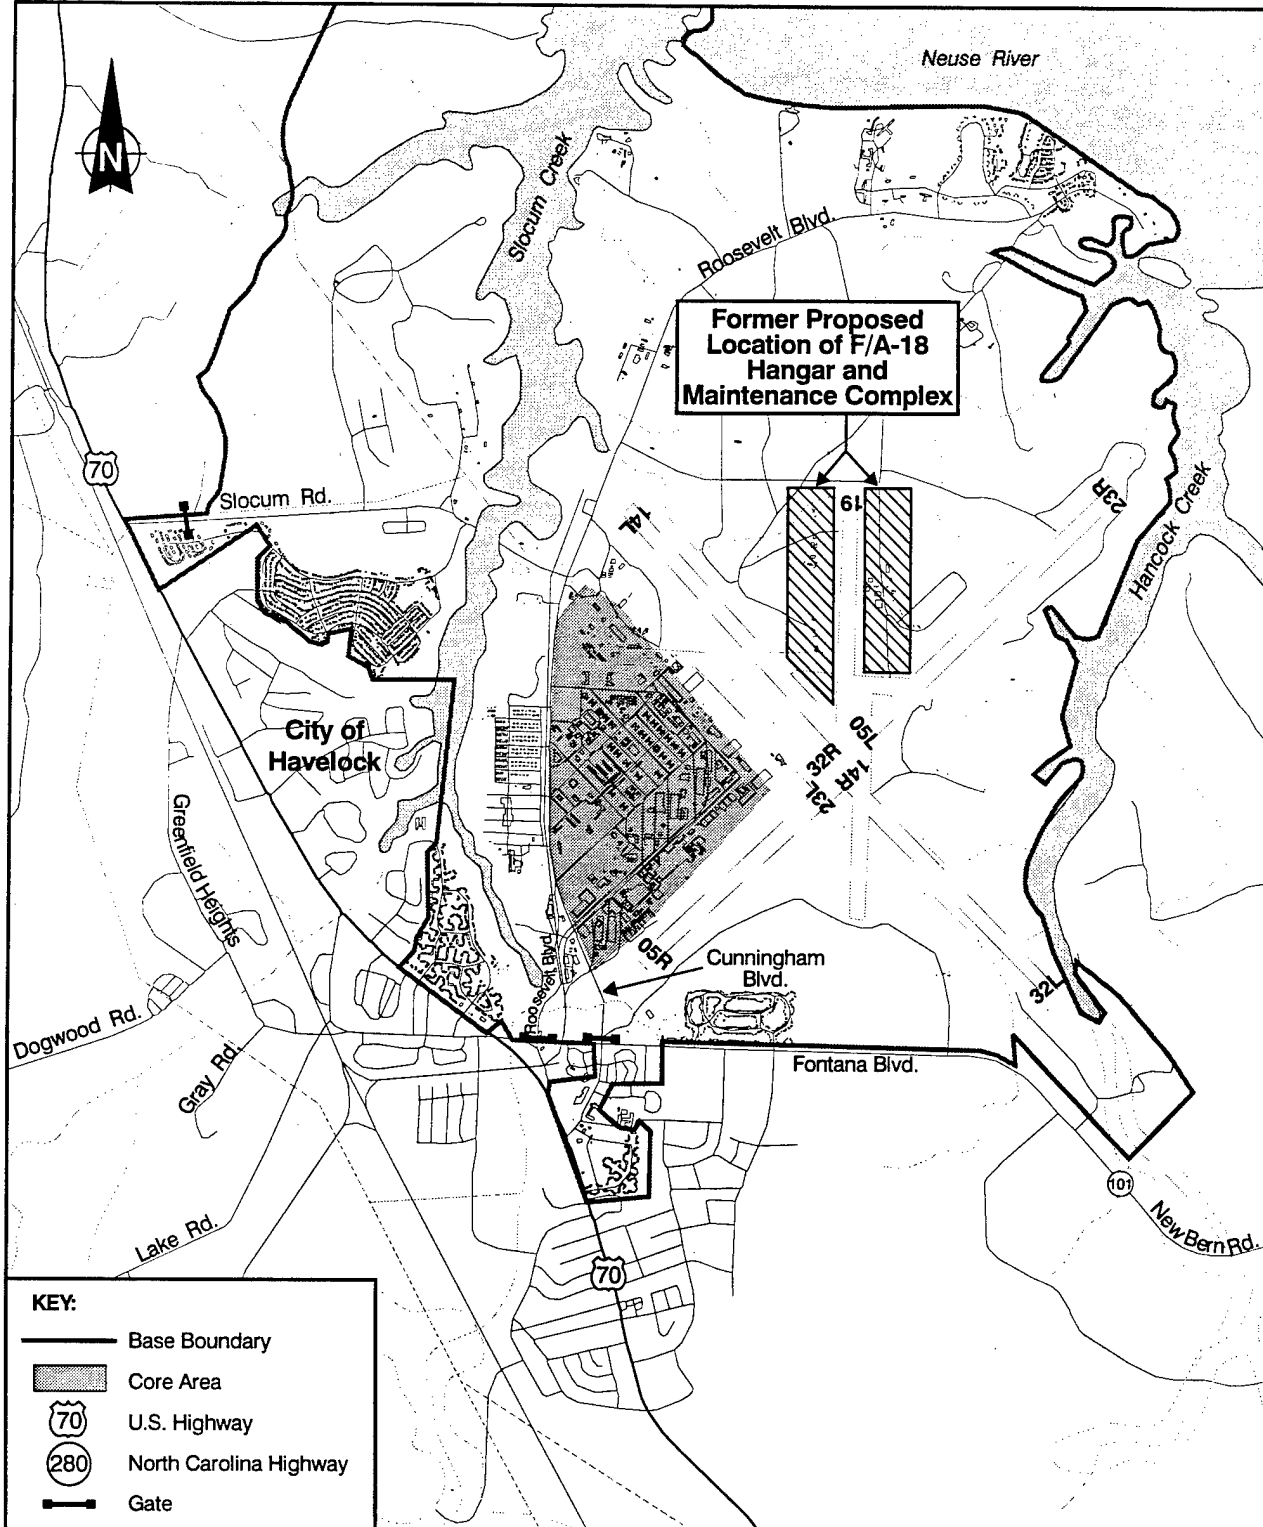 Neuse River
N
Slocum Creek
Roosevelt Blvd.
Former Proposed
Location of F/A-18
Hangar and
Maintenance Complex
70
Slocum Rd.
14L
19
23R
Hancock Creek
City of
Havelock
05L
32R
14R
23L
Greenfield Heights
05R
Roosevelt Blvd.
Cunningham
Blvd.
32L
Dogwood Rd.
Gray Rd.
Fontana Blvd.
101
New Bern Rd.
Lake Rd.
70
KEY:
Base Boundary
Core Area
70
U.S. Highway
280
North Carolina Highway
Gate